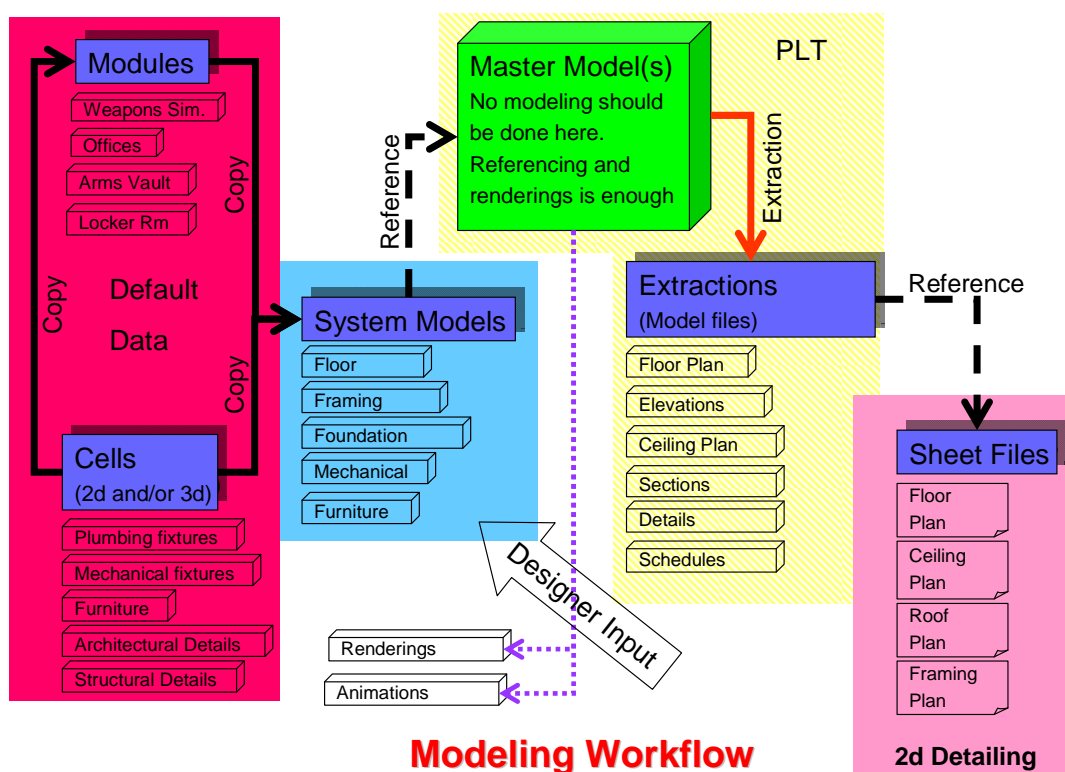 Modules
Weapons Sim.
Offices
Arms Vault
Locker Rm
Copy
Copy
Default
Data
Copy
Cells
(2d and/or 3d)
Plumbing fixtures
Mechanical fixtures
Furniture
Architectural Details
Structural Details
System Models
Floor
Framing
Foundation
Mechanical
Furniture
Reference
Master Model(s)
No modeling should
be done here.
Referencing and
renderings is enough
PLT
Extraction
Extractions
(Model files)
Floor Plan
Elevations
Ceiling Plan
Sections
Details
Schedules
Reference
Sheet Files
Floor
Plan
Ceiling
Plan
Roof
Plan
Framing
Plan
Designer Input
Renderings
Animations
Modeling Workflow
2d Detailing